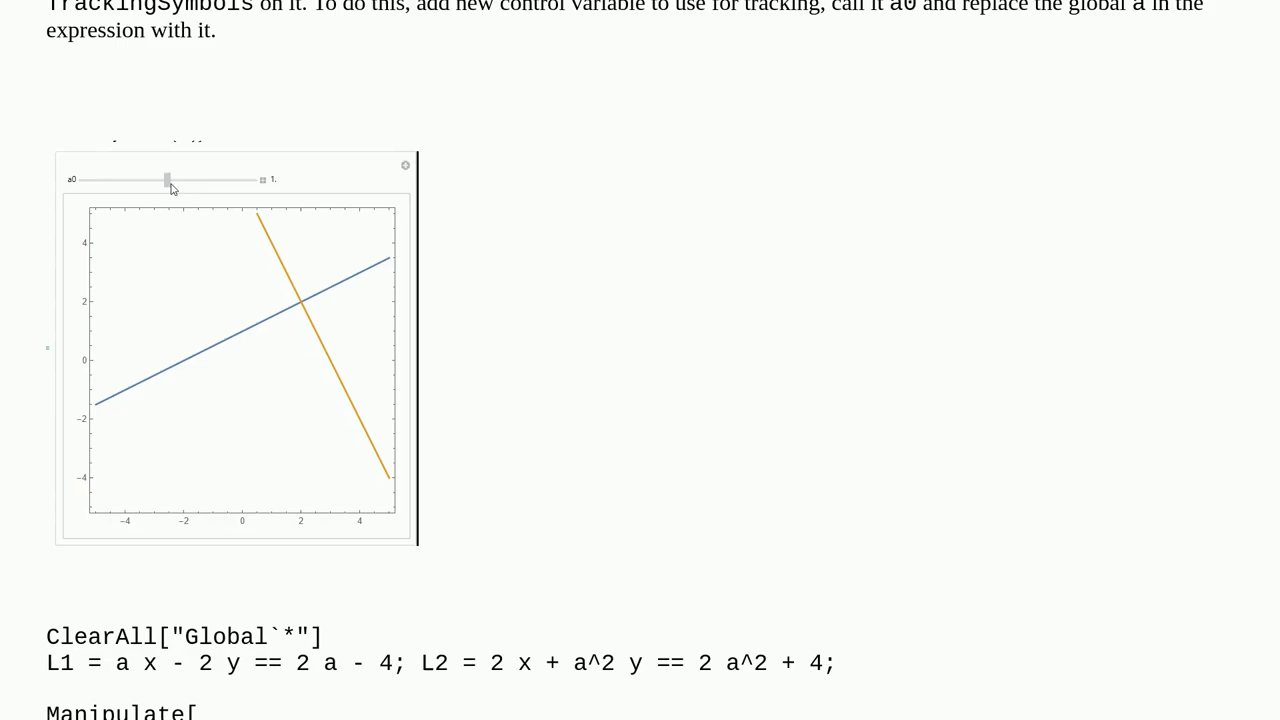 TrackingSymbols on it. To do this, add new control variable to use for tracking, call it a0 and replace the global a in the
expression with it.
a0 1.
4
2
0
−2
−4
−4 −2 0 2 4
ClearAll["Global`*"]
L1 = a x - 2 y == 2 a - 4; L2 = 2 x + a^2 y == 2 a^2 + 4;
Manipulate[